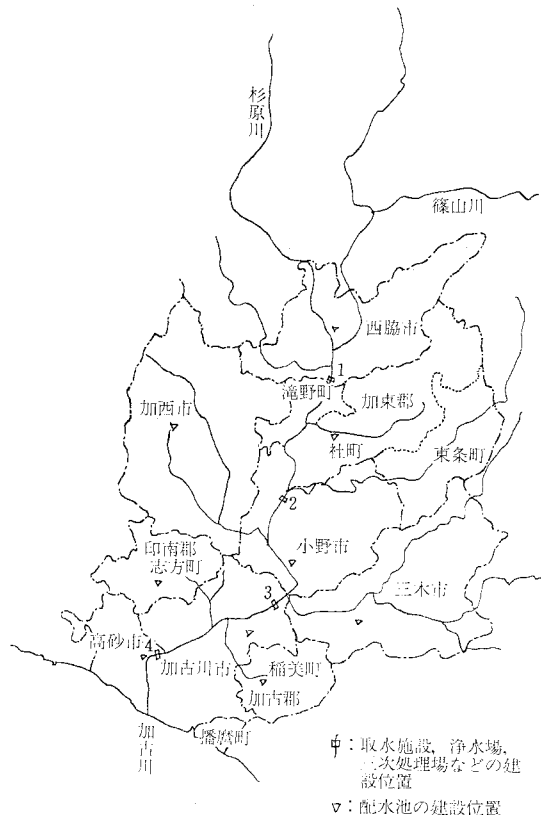 杉原川
篠山川
西脇市
1
滝野町
加東郡
加西市
社町
東条町
2
小野市
印南郡
志方町
三木市
3
高砂市
4
加古川市
稲美町
加古郡
播磨町
加古川
：取水施設，浄水場，
三次処理場などの建
設位置
：配水池の建設位置